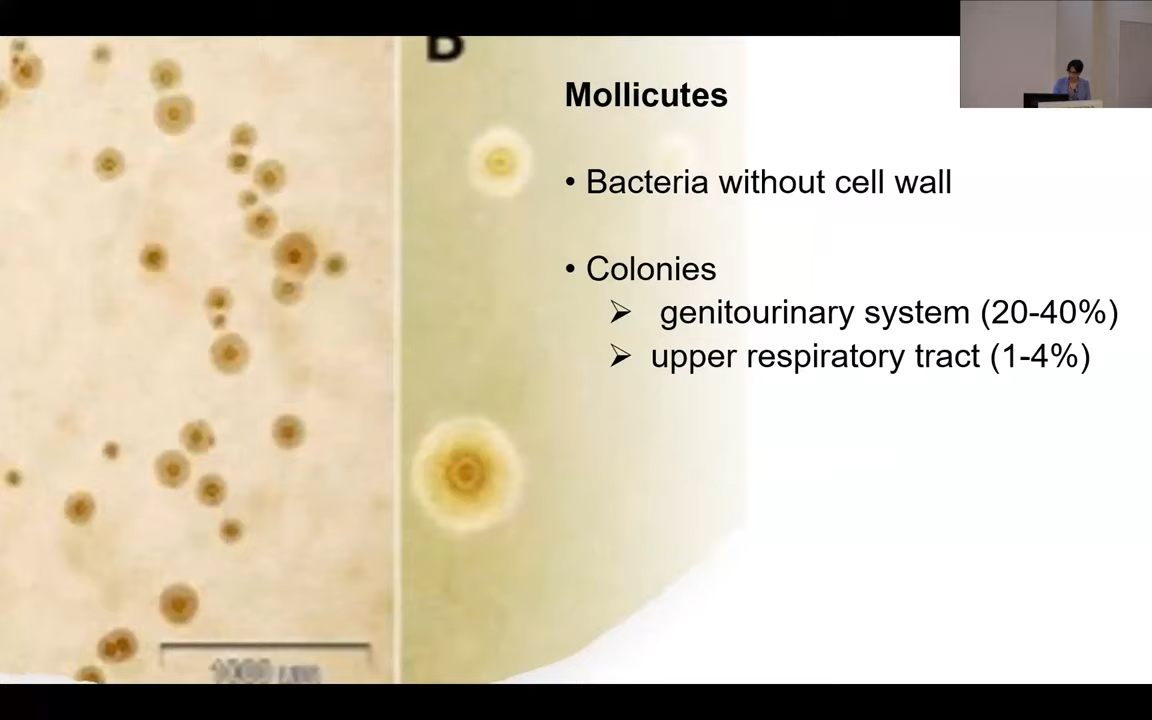 B
Mollicutes
• Bacteria without cell wall
• Colonies
➢ genitourinary system (20-40%)
➢ upper respiratory tract (1-4%)